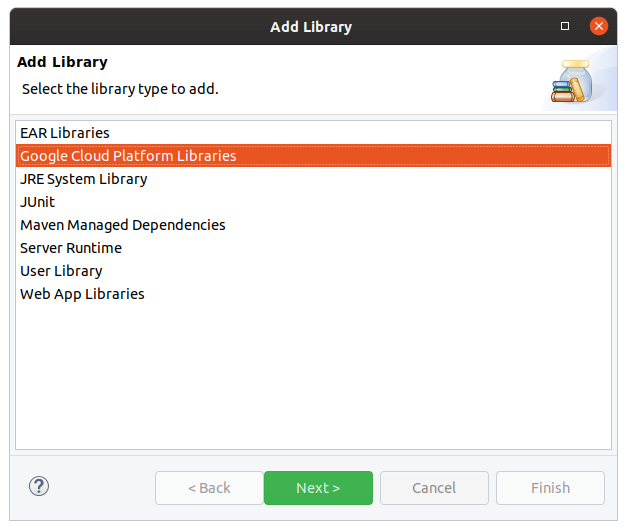 Add Library
Add Library
Select the library type to add.
EAR Libraries
Google Cloud Platform Libraries
JRE System Library
JUnit
Maven Managed Dependencies
Server Runtime
User Library
Web App Libraries
? < Back Next > Cancel Finish